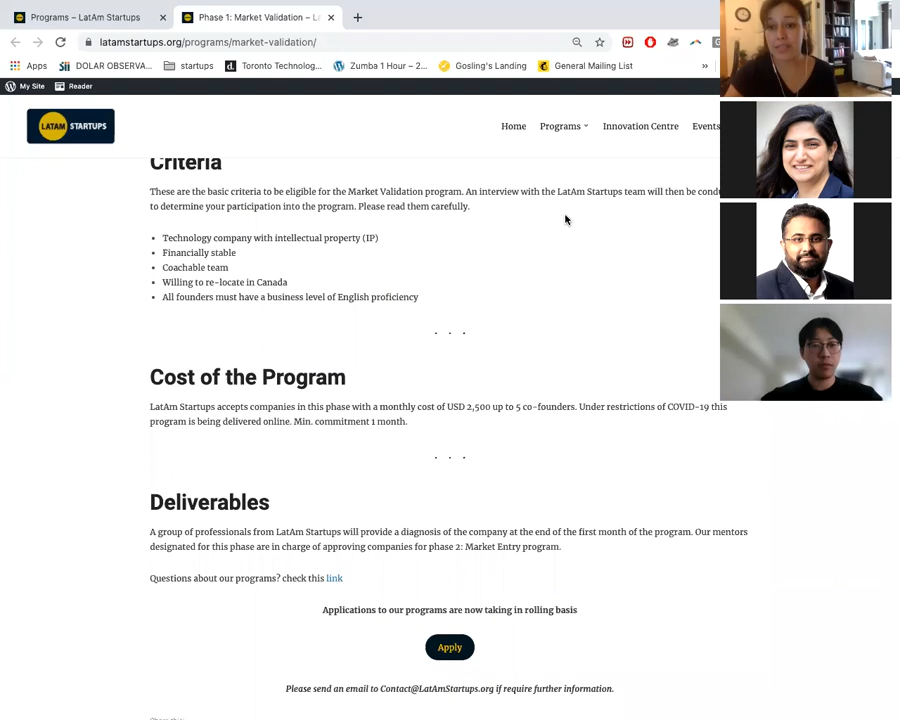 Programs – LatAm Startups
Phase 1: Market Validation – L
latamstartups.org/programs/market-validation/
Apps
DOLAR OBSERVA...
startups
Toronto Technolog...
Zumba 1 Hour – 2...
Gosling's Landing
General Mailing List
»
My Site
Reader
LATAM STARTUPS
Home
Programs
Innovation Centre
Events
Criteria
These are the basic criteria to be eligible for the Market Validation program. An interview with the LatAm Startups team will then be condu
to determine your participation into the program. Please read them carefully.
• Technology company with intellectual property (IP)
• Financially stable
• Coachable team
• Willing to re-locate in Canada
• All founders must have a business level of English proficiency
. . .
Cost of the Program
LatAm Startups accepts companies in this phase with a monthly cost of USD 2,500 up to 5 co-founders. Under restrictions of COVID-19 this
program is being delivered online. Min. commitment 1 month.
. . .
Deliverables
A group of professionals from LatAm Startups will provide a diagnosis of the company at the end of the first month of the program. Our mentors
designated for this phase are in charge of approving companies for phase 2: Market Entry program.
Questions about our programs? check this link
Applications to our programs are now taking in rolling basis
Apply
Please send an email to Contact@LatAmStartups.org if require further information.